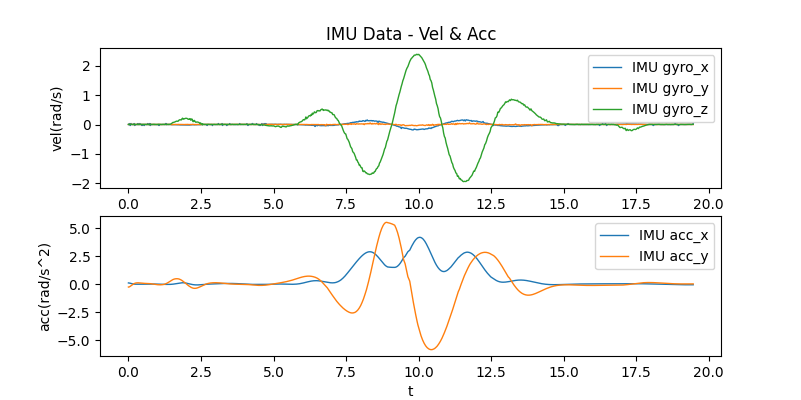 IMU Data - Vel & Acc
vel(rad/s)
2
1
0
−1
−2
IMU gyro_x
IMU gyro_y
IMU gyro_z
0.0 2.5 5.0 7.5 10.0 12.5 15.0 17.5 20.0
acc(rad/s^2)
5.0
2.5
0.0
−2.5
−5.0
IMU acc_x
IMU acc_y
0.0 2.5 5.0 7.5 10.0 12.5 15.0 17.5 20.0
t